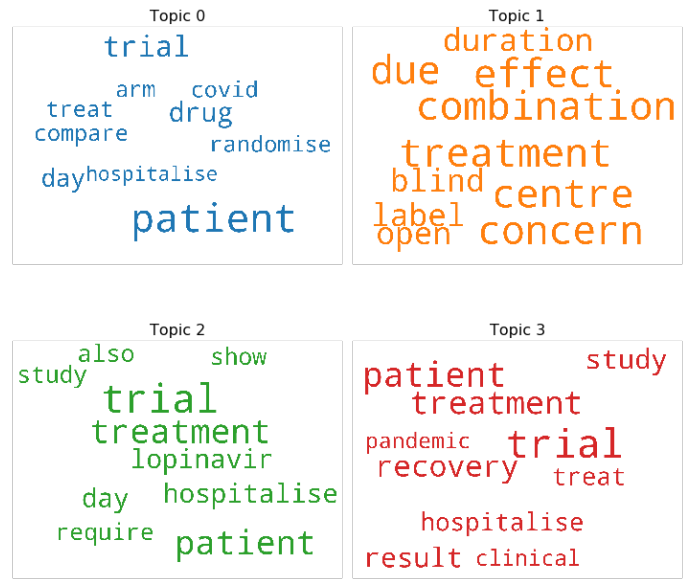 Topic 0
trial
arm covid
treat drug
compare
randomise
day hospitalise
patient
Topic 1
duration
due effect
combination
treatment
blind
centre
label
open concern
Topic 2
also show
study
trial
treatment
lopinavir
day hospitalise
require
patient
Topic 3
study
patient
treatment
pandemic trial
recovery
treat
hospitalise
result clinical